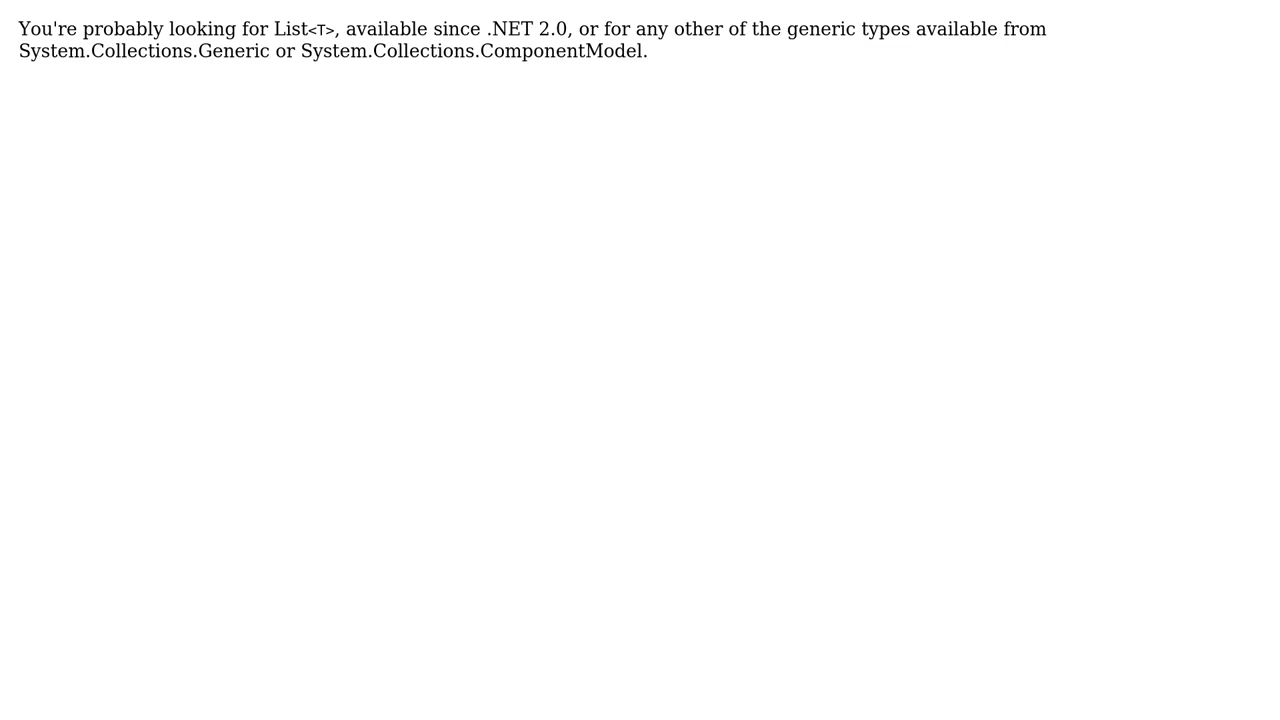 You're probably looking for List<T>, available since .NET 2.0, or for any other of the generic types available from
System.Collections.Generic or System.Collections.ComponentModel.